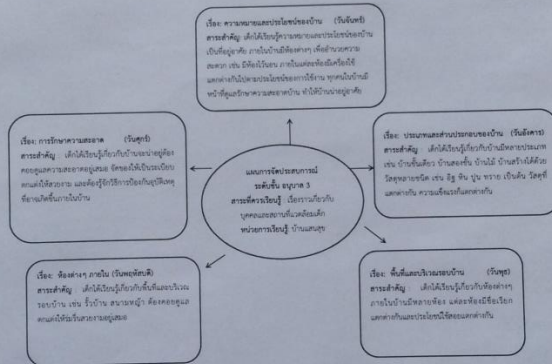 เรื่อง: ความหมายและประโยชน์ของบ้าน (วันจันทร์)
สาระสำคัญ : เด็กได้เรียนรู้ความหมายและประโยชน์ของบ้าน
เป็นที่อยู่อาศัย ภายในบ้านมีห้องต่างๆ เพื่ออำนวยความ
สะดวก เช่น มีห้องไว้นอน ภายในแต่ละห้องมีเครื่องใช้
แตกต่างกันไปตามประโยชน์ของการใช้งาน ทุกคนในบ้านมี
หน้าที่ดูแลรักษาความสะอาดบ้าน ทำให้บ้านน่าอยู่อาศัย
เรื่อง: การรักษาความสะอาด (วันศุกร์)
สาระสำคัญ : เด็กได้เรียนรู้เกี่ยวกับบ้านจะน่าอยู่ต้อง
คอยดูแลความสะอาดอยู่เสมอ จัดของให้เป็นระเบียบ
ตกแต่งให้สวยงาม และต้องรู้จักวิธีการป้องกันอุบัติเหตุ
ที่อาจเกิดขึ้นภายในบ้าน
เรื่อง: ประเภทและส่วนประกอบของบ้าน (วันอังคาร)
สาระสำคัญ : เด็กได้เรียนรู้เกี่ยวกับบ้านมีหลายประเภท
เช่น บ้านชั้นเดียว บ้านสองชั้น บ้านไม้ บ้านสร้างได้ด้วย
วัสดุหลายชนิด เช่น อิฐ หิน ปูน ทราย เป็นต้น วัสดุที่
แตกต่างกัน ความแข็งแรงก็แตกต่างกัน
แผนการจัดประสบการณ์
ระดับชั้น อนุบาล 3
สาระที่ควรเรียนรู้ : เรื่องราวเกี่ยวกับ
บุคคลและสถานที่แวดล้อมเด็ก
หน่วยการเรียนรู้: บ้านแสนสุข
เรื่อง: ห้องต่างๆ ภายใน (วันพฤหัสบดี)
สาระสำคัญ : เด็กได้เรียนรู้เกี่ยวกับพื้นที่และบริเวณ
รอบบ้าน เช่น รั้วบ้าน สนามหญ้า ต้องคอยดูแล
ตกแต่งให้ร่มรื่นสวยงามอยู่เสมอ
เรื่อง: พื้นที่และบริเวณรอบบ้าน (วันพุธ)
สาระสำคัญ : เด็กได้เรียนรู้เกี่ยวกับห้องต่างๆ
ภายในบ้านมีหลายห้อง แต่ละห้องมีชื่อเรียก
แตกต่างกันและประโยชน์ใช้สอยแตกต่างกัน